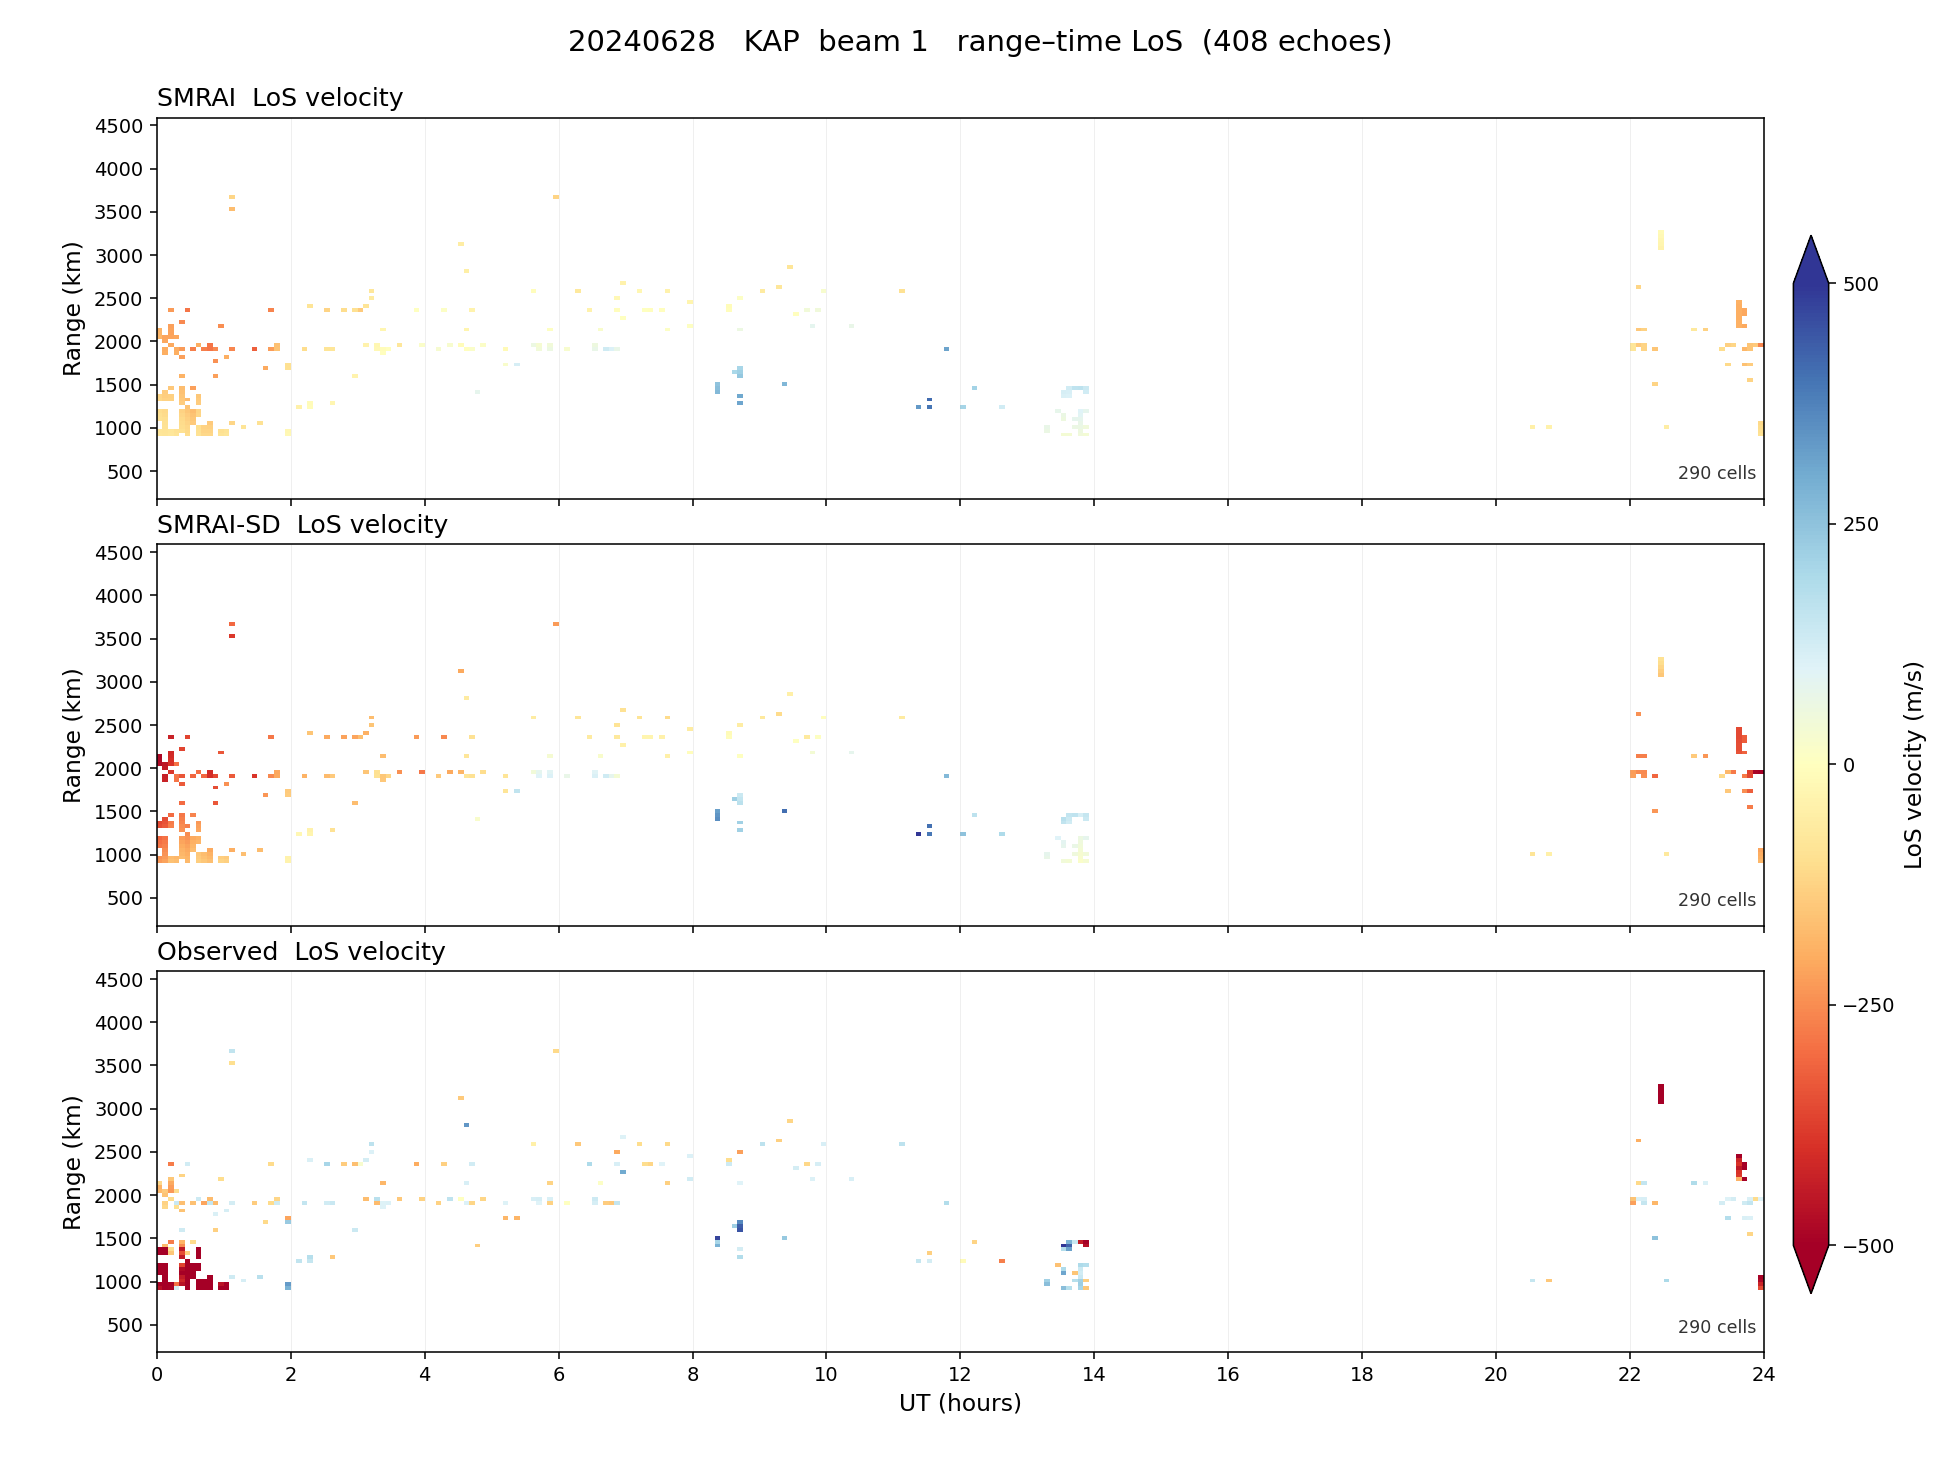 20240628 KAP beam 1 range–time LoS (408 echoes)
SMRAI LoS velocity
4500
4000
3500
3000
2500
2000
1500
1000
500
Range (km)
290 cells
SMRAI-SD LoS velocity
4500
4000
3500
3000
2500
2000
1500
1000
500
Range (km)
290 cells
Observed LoS velocity
4500
4000
3500
3000
2500
2000
1500
1000
500
Range (km)
290 cells
0 2 4 6 8 10 12 14 16 18 20 22 24
UT (hours)
500
250
0
−250
−500
LoS velocity (m/s)